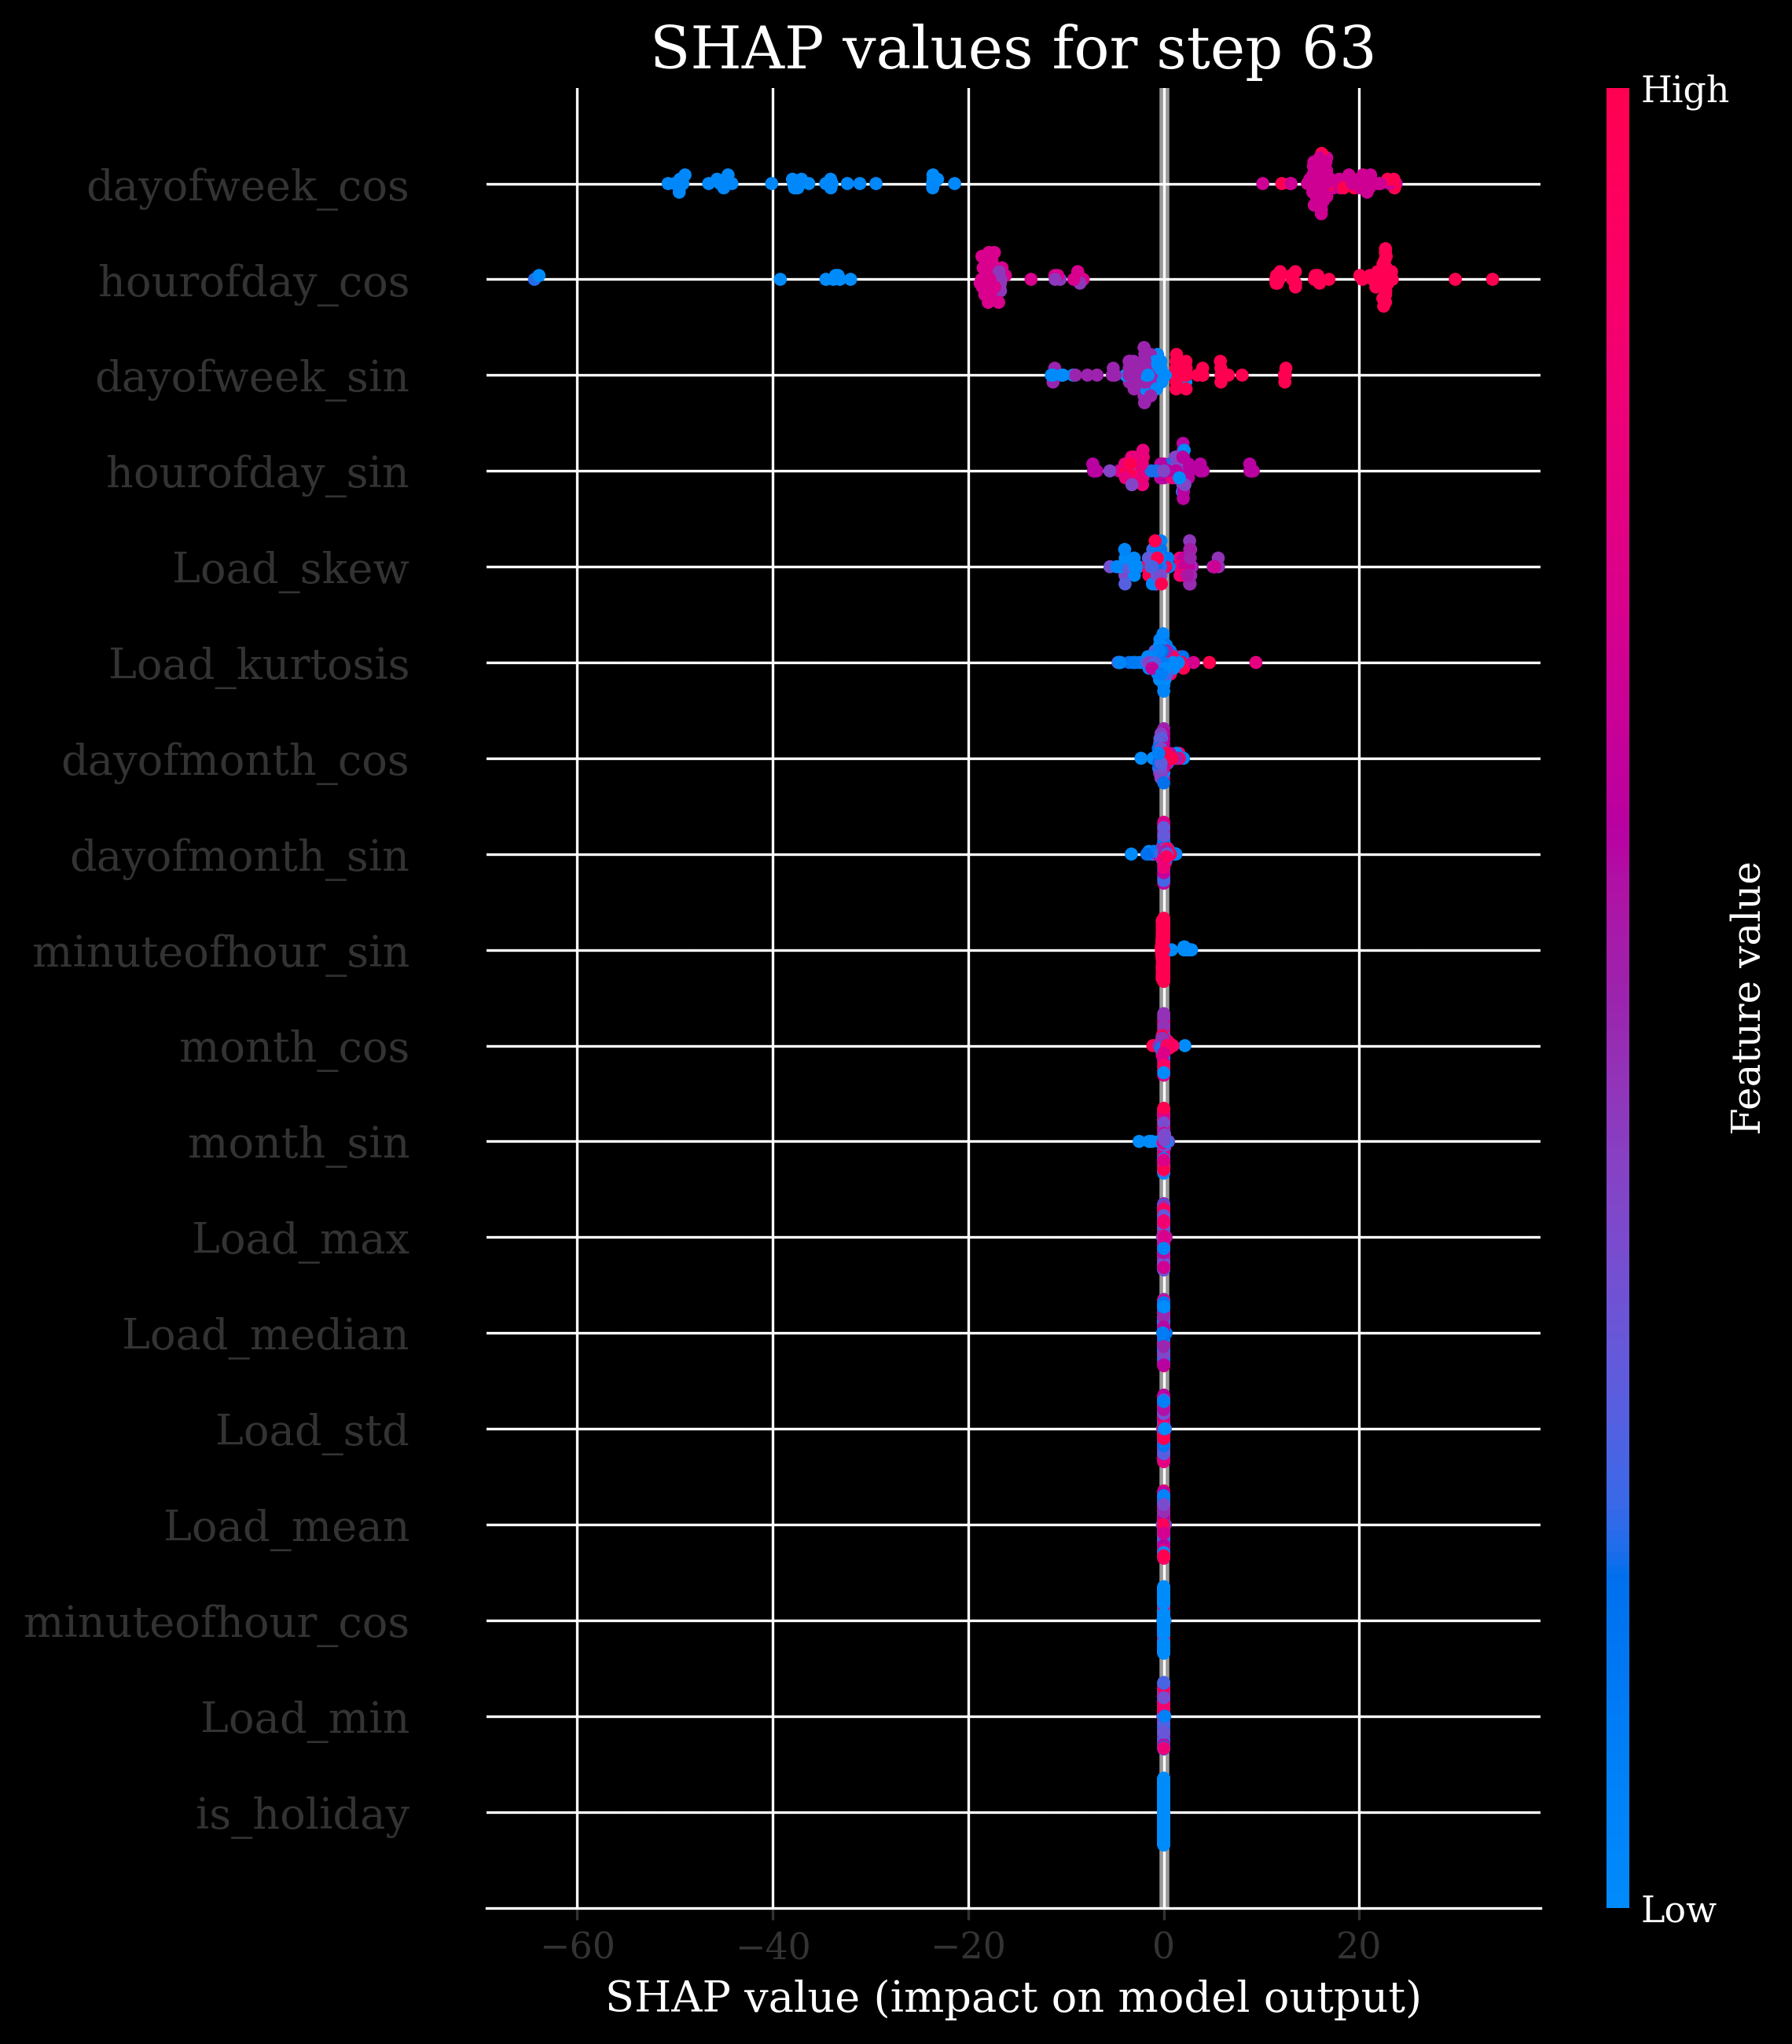 SHAP values for step 63
High
dayofweek_cos
hourofday_cos
dayofweek_sin
hourofday_sin
Load_skew
Load_kurtosis
dayofmonth_cos
dayofmonth_sin
minuteofhour_sin
month_cos
month_sin
Load_max
Load_median
Load_std
Load_mean
minuteofhour_cos
Load_min
is_holiday
Feature value
Low
−60 −40 −20 0 20
SHAP value (impact on model output)